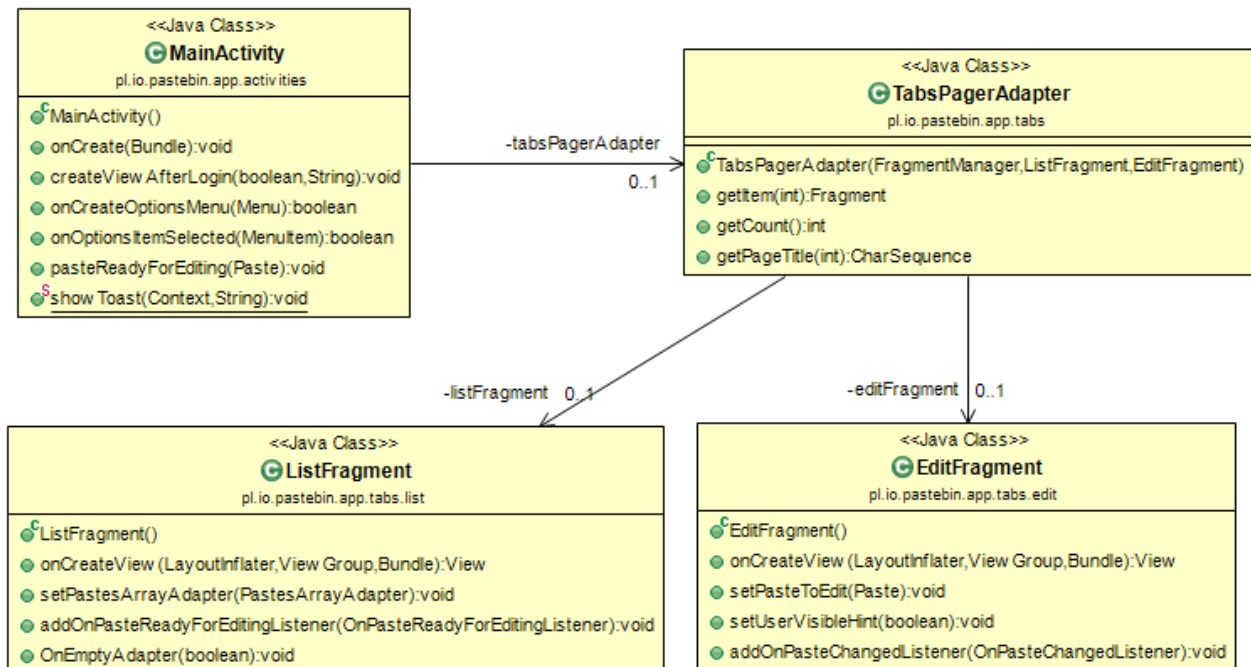 <<Java Class>>
MainActivity
pl.io.pastebin.app.activities
MainActivity()
onCreate(Bundle):void
createView AfterLogin(boolean,String):void
onCreateOptionsMenu(Menu):boolean
onOptionsItemSelected(MenuItem):boolean
pasteReadyForEditing(Paste):void
show Toast(Context,String):void
-tabsPagerAdapter
0..1
<<Java Class>>
TabsPagerAdapter
pl.io.pastebin.app.tabs
TabsPagerAdapter(FragmentManager,ListFragment,EditFragment)
getItem(int):Fragment
getCount():int
getPageTitle(int):CharSequence
-listFragment 0..1
-editFragment 0..1
<<Java Class>>
ListFragment
pl.io.pastebin.app.tabs.list
ListFragment()
onCreateView (LayoutInflater,View Group,Bundle):View
setPastesArrayAdapter(PastesArrayAdapter):void
addOnPasteReadyForEditingListener(OnPasteReadyForEditingListener):void
OnEmptyAdapter(boolean):void
<<Java Class>>
EditFragment
pl.io.pastebin.app.tabs.edit
EditFragment()
onCreateView (LayoutInflater,View Group,Bundle):View
setPasteToEdit(Paste):void
setUserVisibleHint(boolean):void
addOnPasteChangedListener(OnPasteChangedListener):void